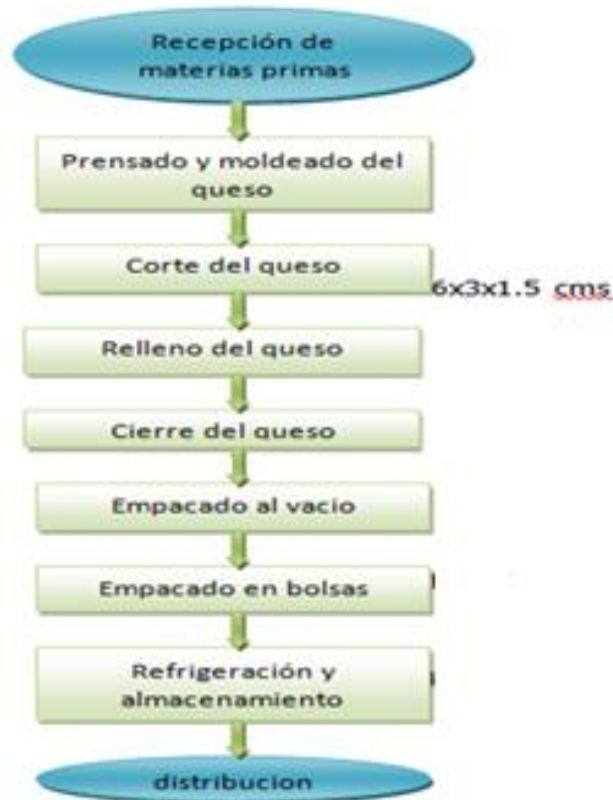 Recepción de
materias primas
Prensado y moldeado del
queso
Corte del queso
6x3x1.5 cms
Relleno del queso
Cierre del queso
Empacado al vacio
Empacado en bolsas
Refrigeración y
almacenamiento
distribucion